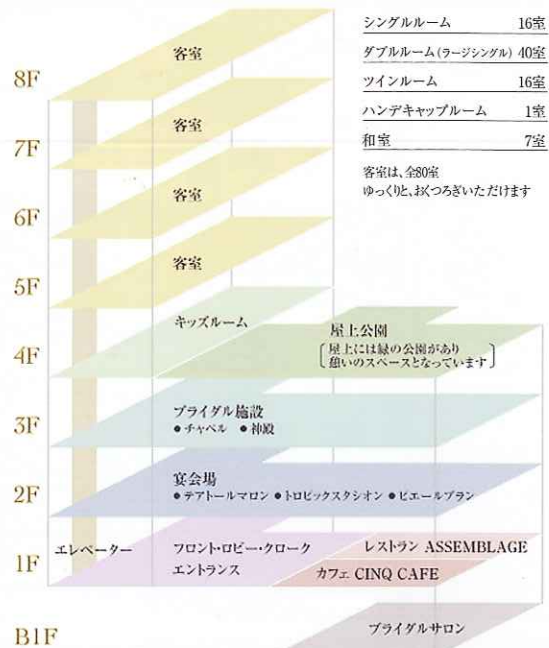 シングルルーム 16室
ダブルルーム(ラージシングル) 40室
ツインルーム 16室
ハンデキャップルーム 1室
和室 7室
客室は、全80室
ゆっくりと、おくつろぎいただけます
8F 客室
7F 客室
6F 客室
5F 客室
4F キッズルーム
屋上公園
屋上には緑の公園があり
憩いのスペースとなっています
3F ブライダル施設
●チャペル ●神殿
2F 宴会場
●テアトールマロン ●トロピックスタシオン ●ピエールブラン
1F エレベーター
フロント・ロビー・クローク
エントランス
レストラン ASSEMBLAGE
カフェ CINQ CAFE
B1F ブライダルサロン